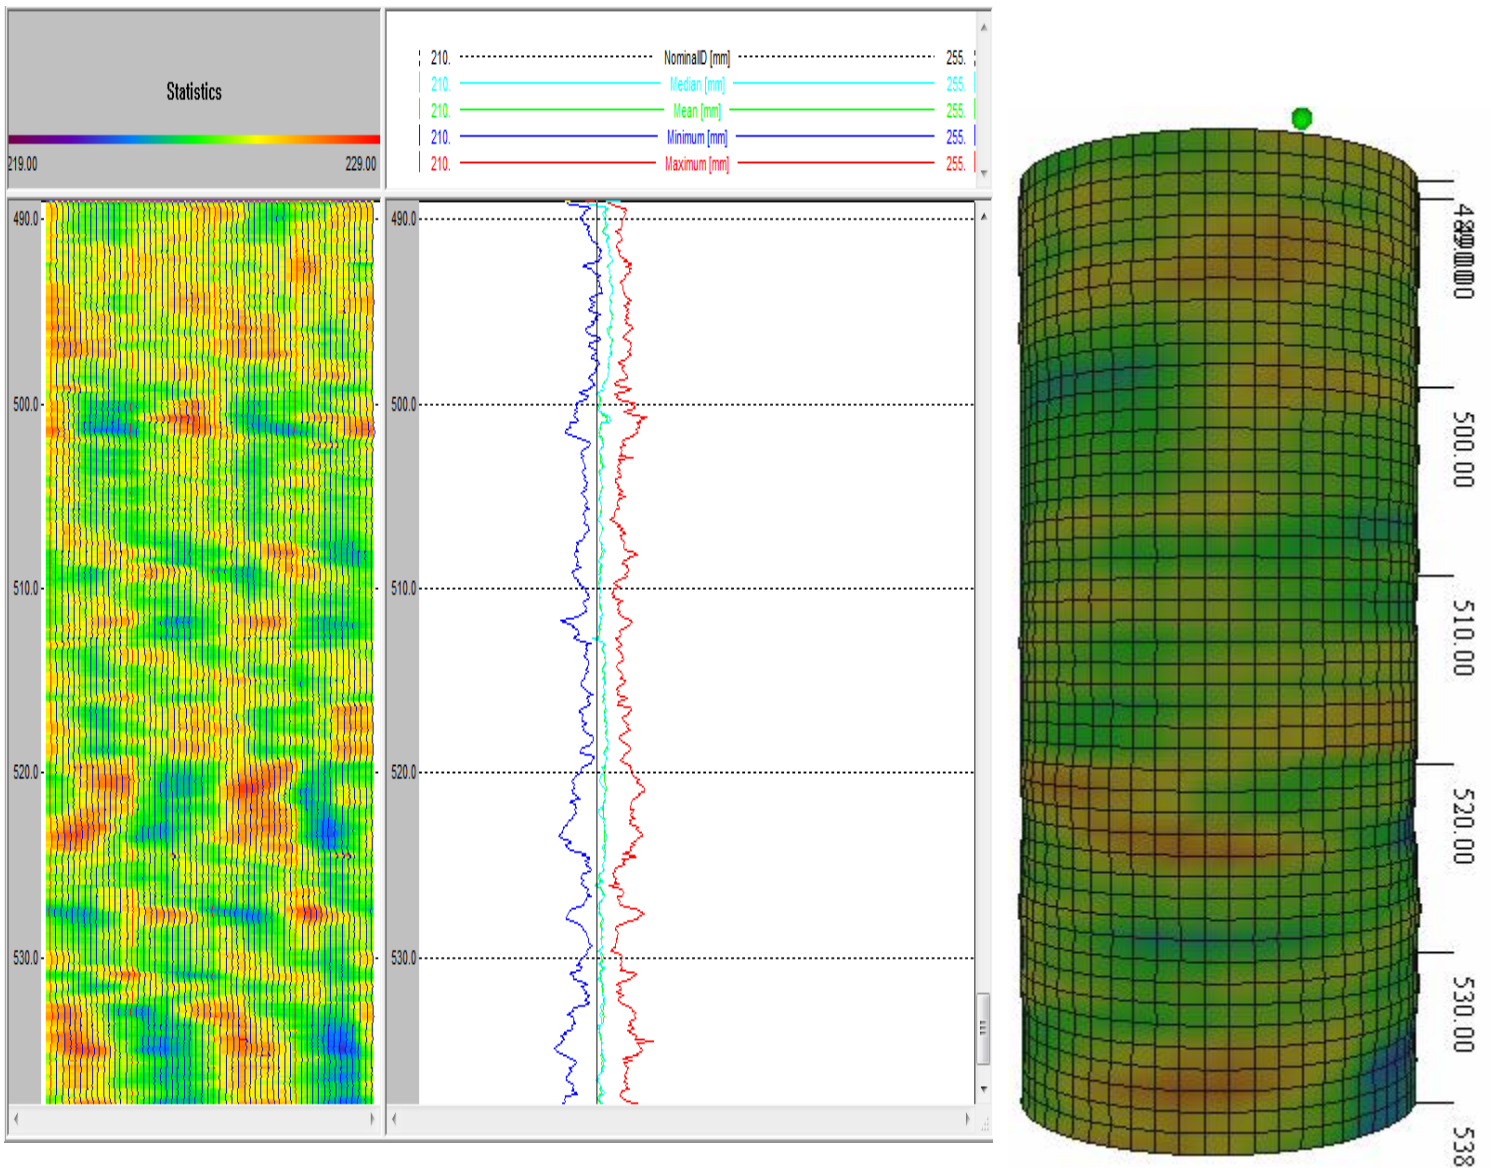 Statistics
219.00 229.00
210. NominalID [mm] 255.
210. Median [mm] 255.
210. Mean [mm] 255.
210. Minimum [mm] 255.
210. Maximum [mm] 255.
490.0
500.0
510.0
520.0
530.0
490.0
500.0
510.0
520.0
530.0
500.00
510.00
520.00
530.00
538